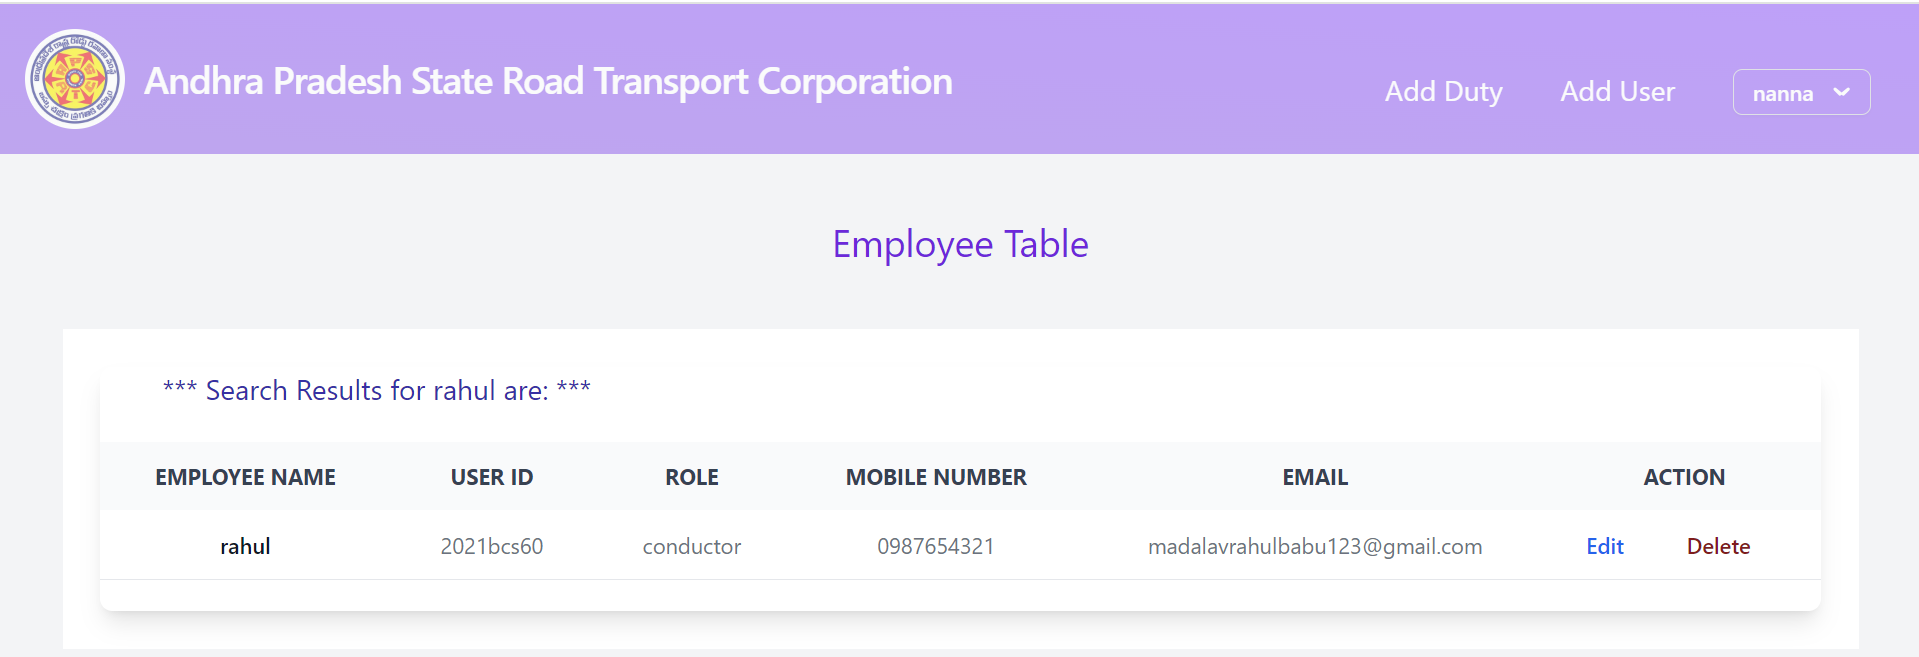 Andhra Pradesh State Road Transport Corporation
Add Duty Add User nanna
Employee Table
*** Search Results for rahul are: ***
EMPLOYEE NAME USER ID ROLE MOBILE NUMBER EMAIL ACTION
rahul 2021bcs60 conductor 0987654321 madalavrahulbabu123@gmail.com Edit Delete